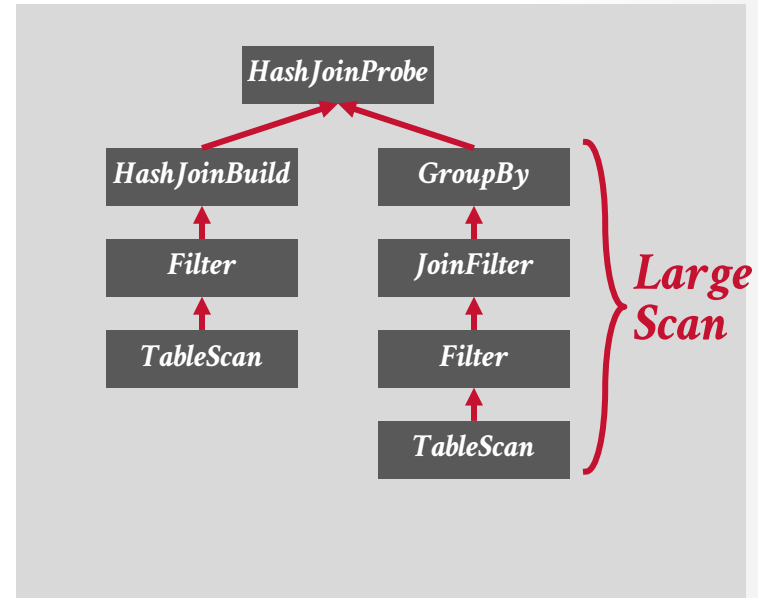 HashJoinProbe
HashJoinBuild
GroupBy
Filter
JoinFilter
TableScan
Filter
TableScan
Large
Scan